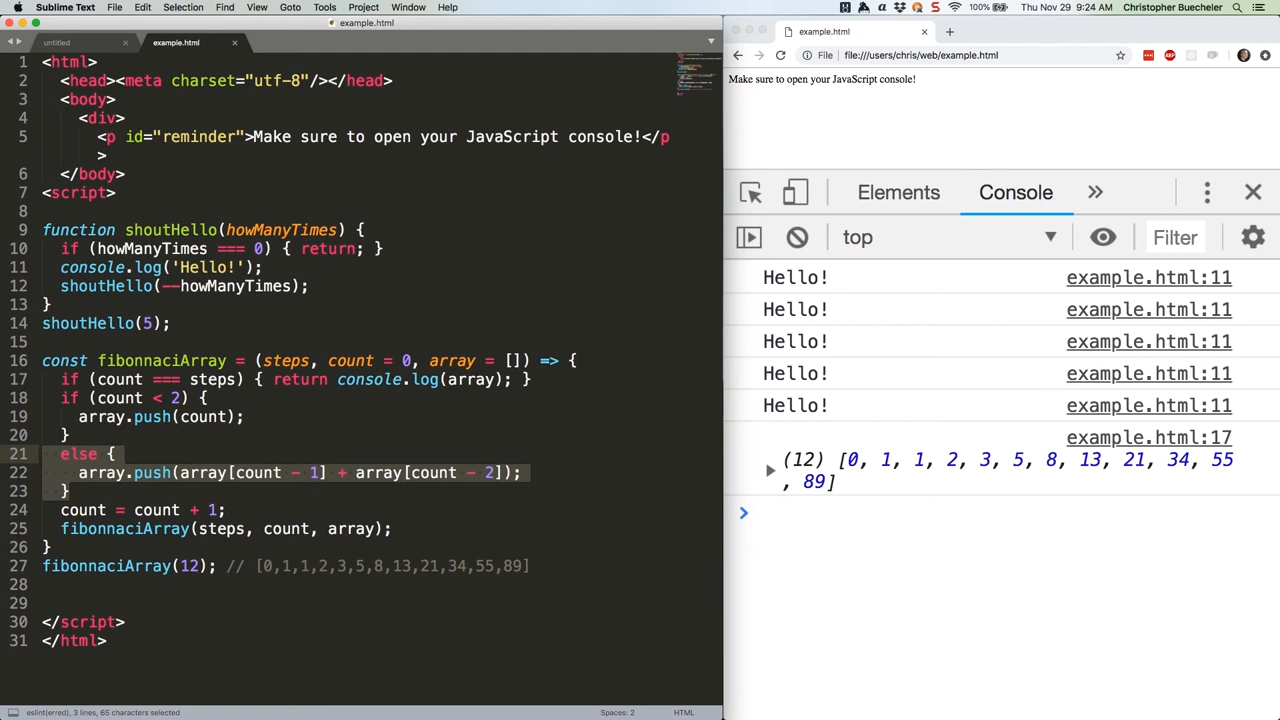 Sublime Text File Edit Selection Find View Goto Tools Project Window Help 100% Thu Nov 29 9:24 AM Christopher Buecheler
example.html
untitled
example.html
1 <html>
2 <head><meta charset="utf-8"/></head>
3 <body>
4 <div>
5 <p id="reminder">Make sure to open your JavaScript console!</p
>
6 </body>
7 <script>
8
9 function shoutHello(howManyTimes) {
10 if (howManyTimes === 0) { return; }
11 console.log('Hello!');
12 shoutHello(--howManyTimes);
13 }
14 shoutHello(5);
15
16 const fibonnaciArray = (steps, count = 0, array = []) => {
17 if (count === steps) { return console.log(array); }
18 if (count < 2) {
19 array.push(count);
20 }
21 else {
22 array.push(array[count - 1] + array[count - 2]);
23 }
24 count = count + 1;
25 fibonnaciArray(steps, count, array);
26 }
27 fibonnaciArray(12); // [0,1,1,2,3,5,8,13,21,34,55,89]
28
29
30 </script>
31 </html>
eslint(erred), 3 lines, 65 characters selected
Spaces: 2
HTML
example.html
File file:///users/chris/web/example.html
ABP
Make sure to open your JavaScript console!
Elements Console
top Filter
Hello! example.html:11
Hello! example.html:11
Hello! example.html:11
Hello! example.html:11
Hello! example.html:11
example.html:17
(12) [0, 1, 1, 2, 3, 5, 8, 13, 21, 34, 55
, 89]